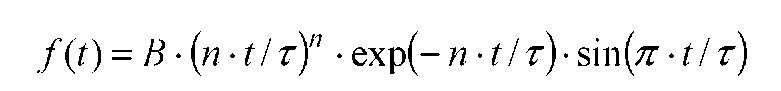 f(t) = B · (n · t / τ)ⁿ · exp(− n · t / τ) · sin(π · t / τ)